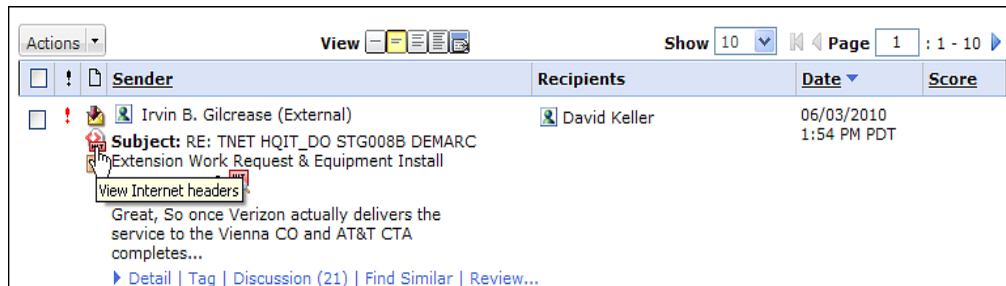 Actions View Show 10 Page 1 : 1 - 10
! Sender Recipients Date Score
! Irvin B. Gilcrease (External) David Keller 06/03/2010
1:54 PM PDT
Subject: RE: TNET HQIT_DO STG008B DEMARC
Extension Work Request & Equipment Install
View Internet headers
Great, So once Verizon actually delivers the
service to the Vienna CO and AT&T CTA
completes...
Detail | Tag | Discussion (21) | Find Similar | Review...